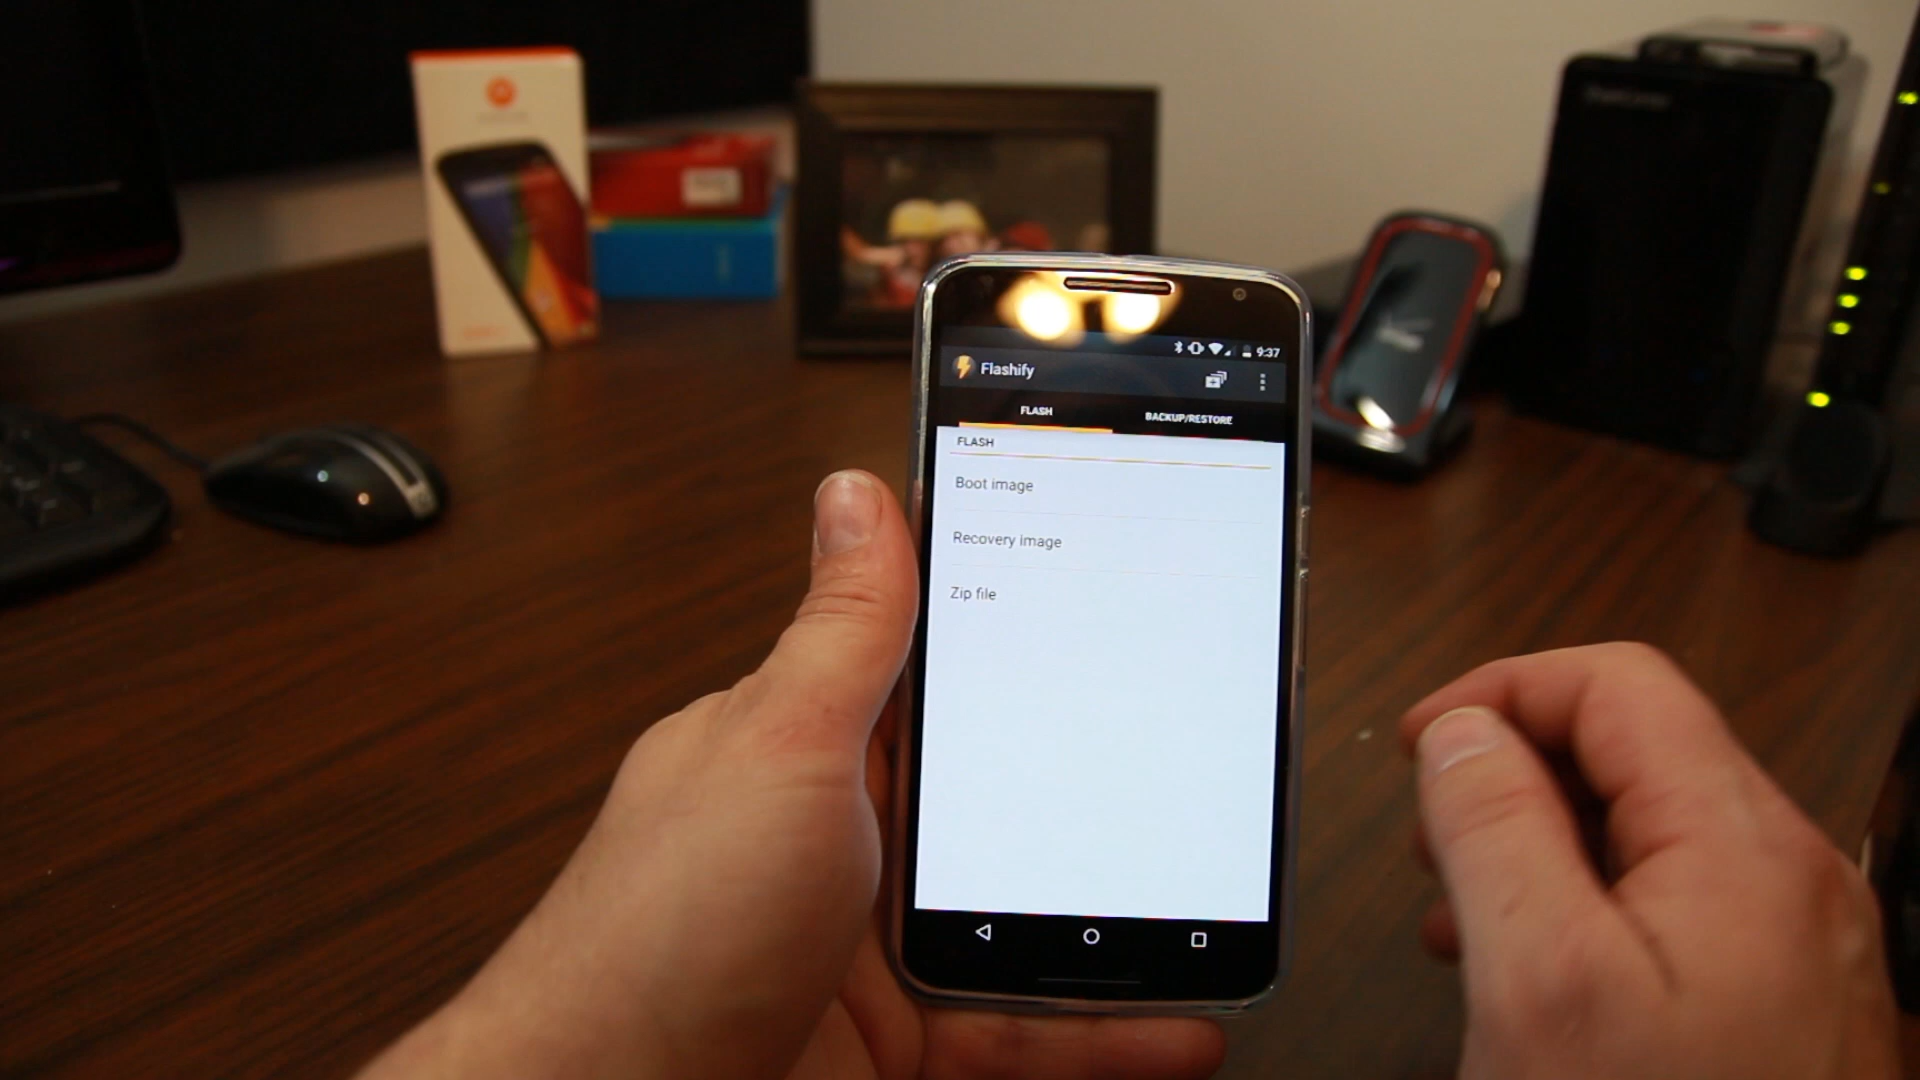 9:37
Flashify
FLASH
BACKUP/RESTORE
FLASH
Boot image
Recovery image
Zip file